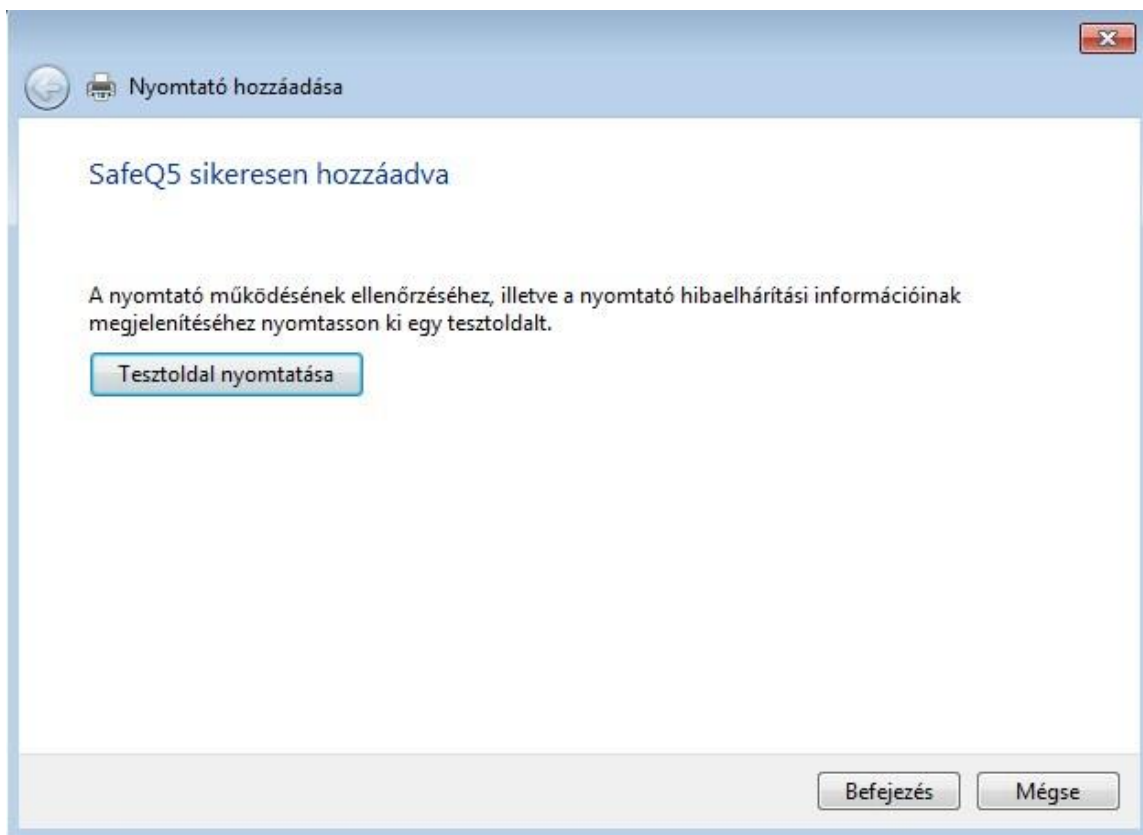 Nyomtató hozzáadása
SafeQ5 sikeresen hozzáadva
A nyomtató működésének ellenőrzéséhez, illetve a nyomtató hibaelhárítási információinak
megjelenítéséhez nyomtasson ki egy tesztoldalt.
Tesztoldal nyomtatása
Befejezés Mégse